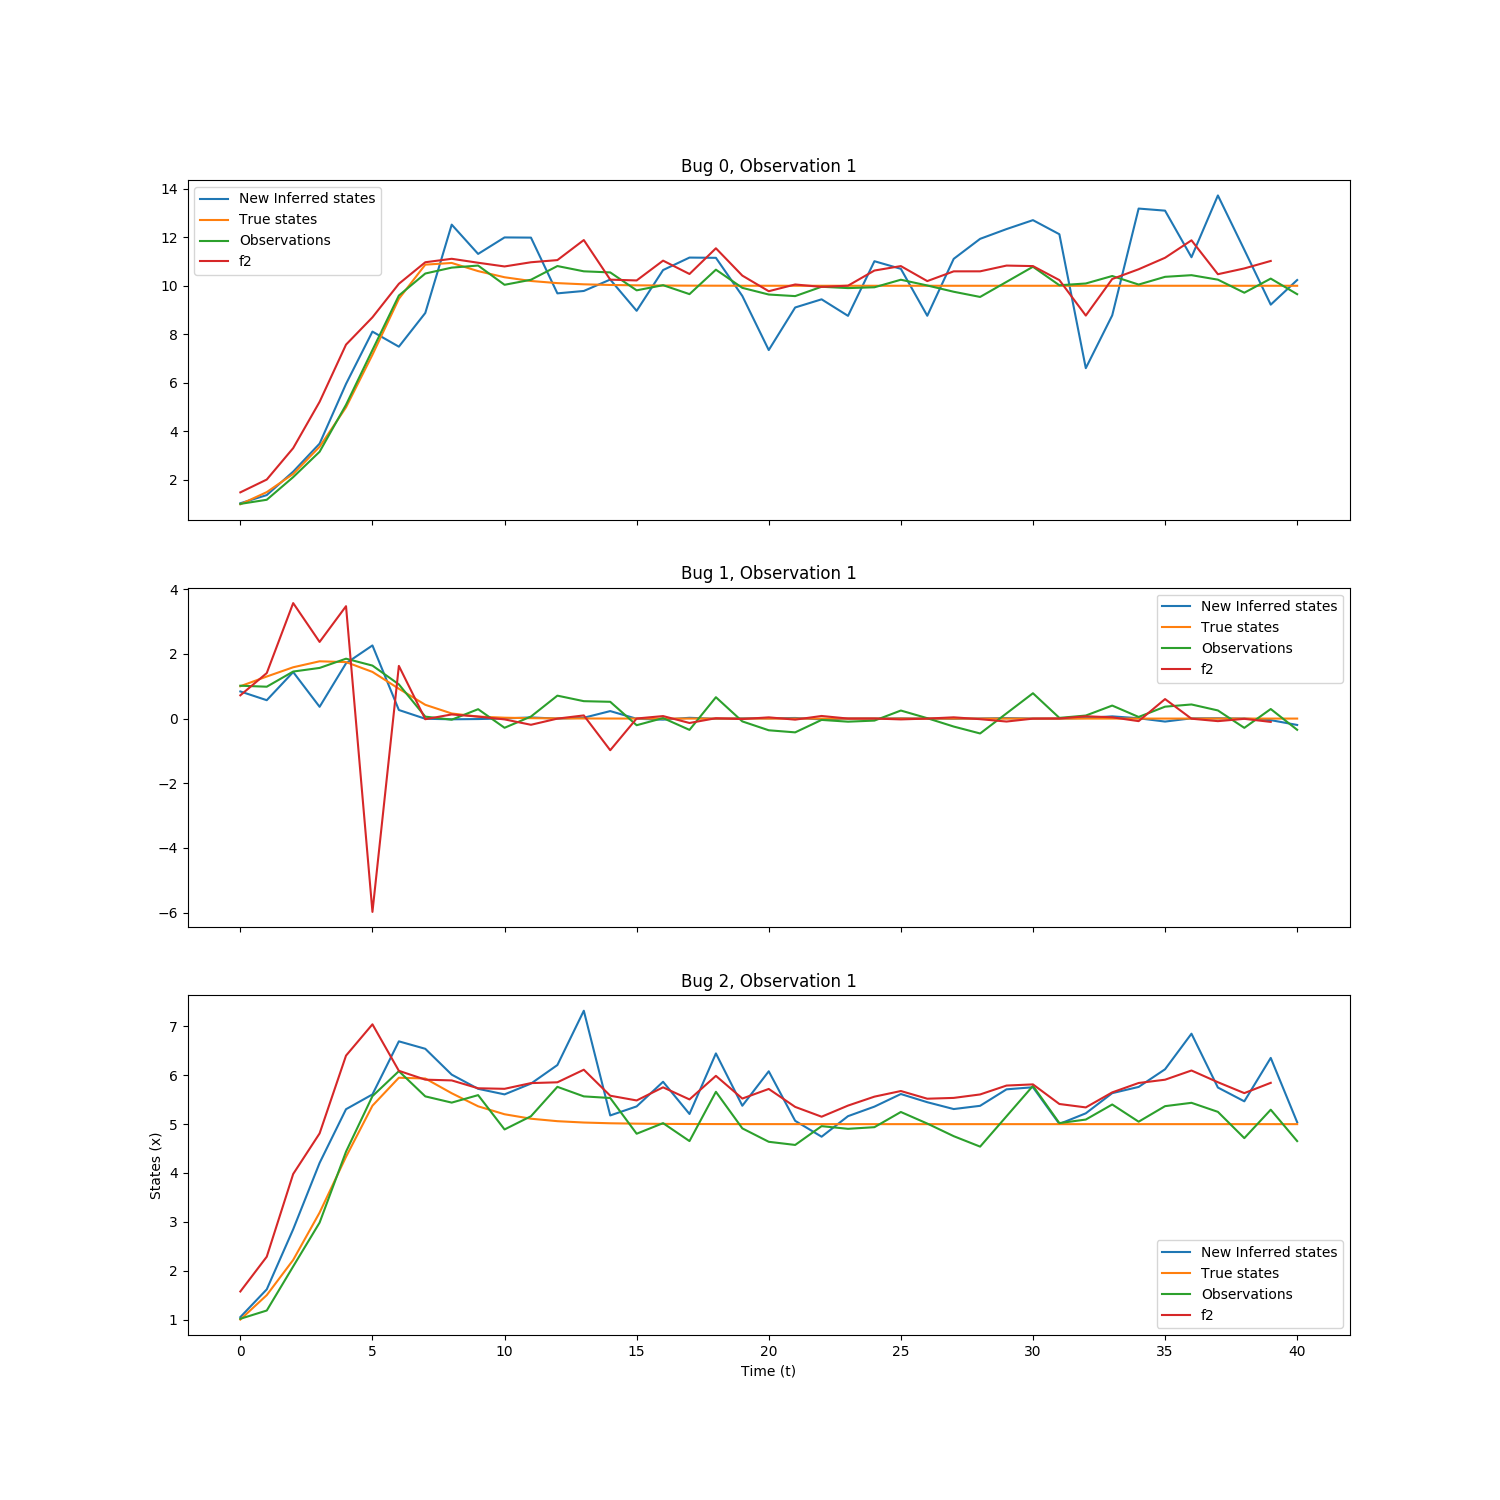 Bug 0, Observation 1
14
12
10
8
6
4
2
New Inferred states
True states
Observations
f2
Bug 1, Observation 1
4
2
0
−2
−4
−6
New Inferred states
True states
Observations
f2
Bug 2, Observation 1
States (x)
7
6
5
4
3
2
1
New Inferred states
True states
Observations
f2
0 5 10 15 20 25 30 35 40
Time (t)